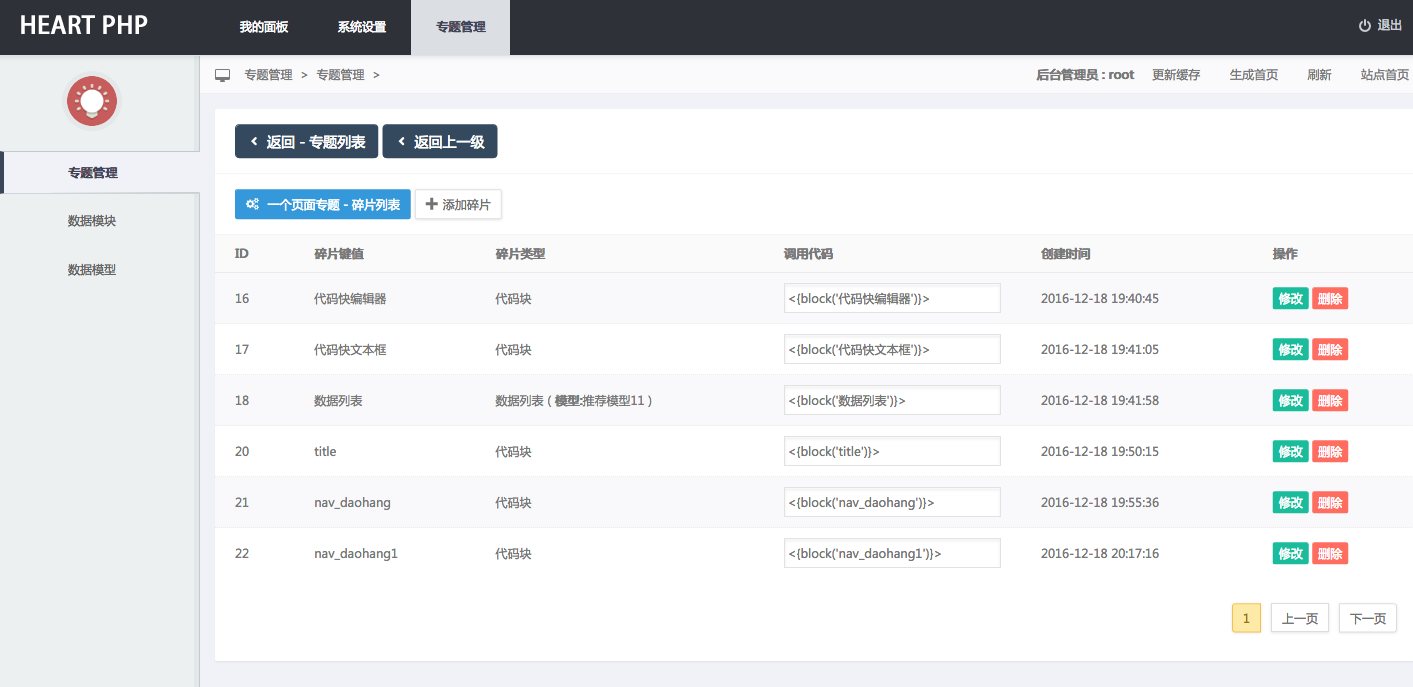 HEART PHP 我的面板 系统设置 专题管理 退出
专题管理 > 专题管理 > 后台管理员 : root 更新缓存 生成首页 刷新 站点首页
专题管理
数据模块
数据模型
返回 - 专题列表 返回上一级
一个页面专题 - 碎片列表 添加碎片
ID 碎片键值 碎片类型 调用代码 创建时间 操作
16 代码快编辑器 代码块 <{block('代码快编辑器')}> 2016-12-18 19:40:45 修改 删除
17 代码快文本框 代码块 <{block('代码快文本框')}> 2016-12-18 19:41:05 修改 删除
18 数据列表 数据列表 ( 模型:推荐模型11 ) <{block('数据列表')}> 2016-12-18 19:41:58 修改 删除
20 title 代码块 <{block('title')}> 2016-12-18 19:50:15 修改 删除
21 nav_daohang 代码块 <{block('nav_daohang')}> 2016-12-18 19:55:36 修改 删除
22 nav_daohang1 代码块 <{block('nav_daohang1')}> 2016-12-18 20:17:16 修改 删除
1 上一页 下一页